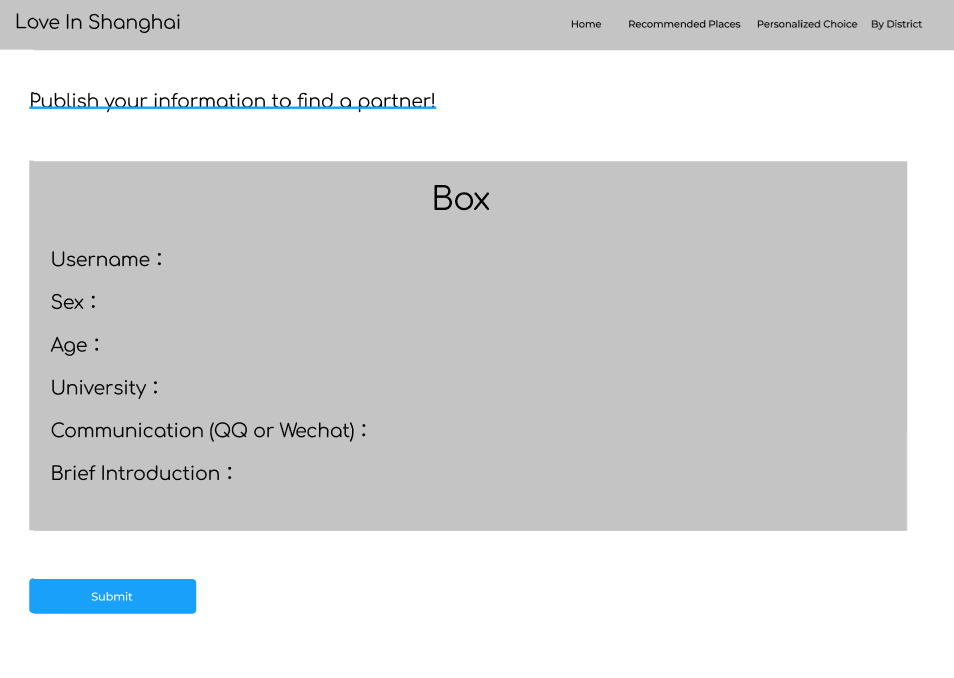 Love In Shanghai
Home Recommended Places Personalized Choice By District
Publish your information to find a partner!
Box
Username：
Sex：
Age：
University：
Communication (QQ or Wechat)：
Brief Introduction：
Submit